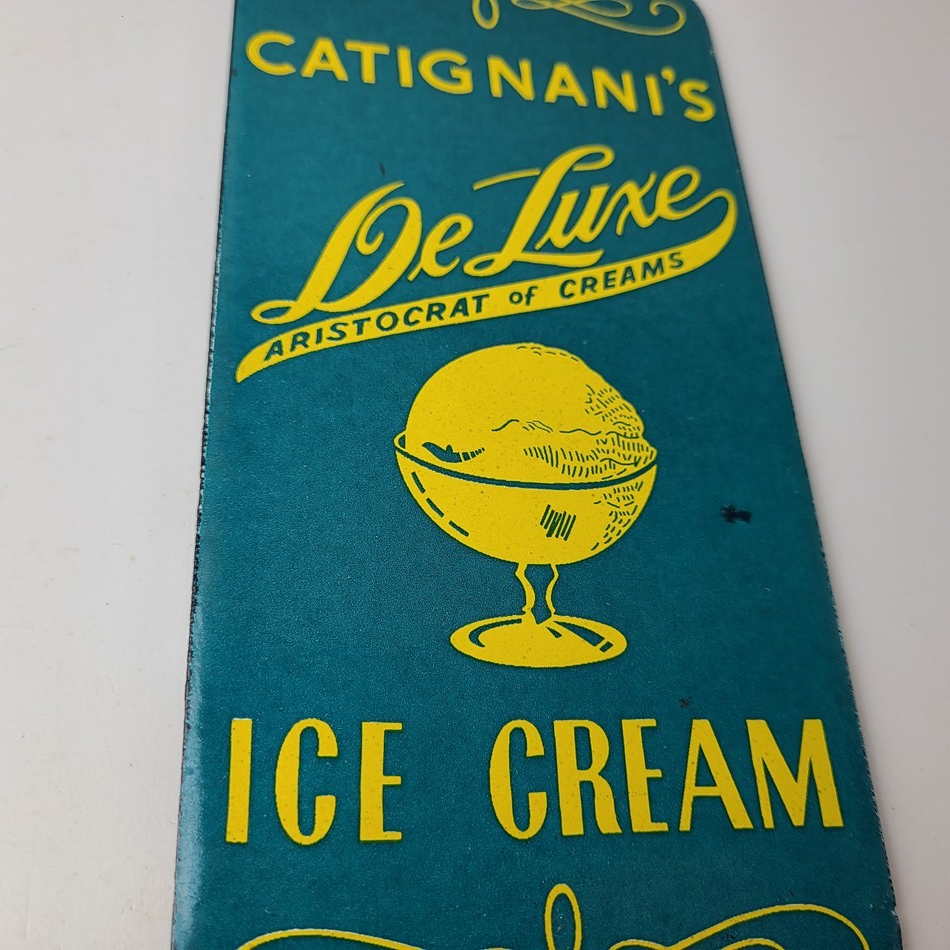 CATIGNANI'S
De Luxe
ARISTOCRAT of CREAMS
ICE CREAM